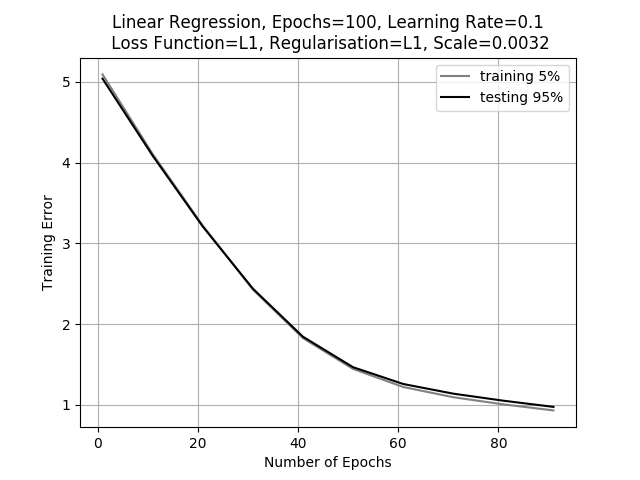 Linear Regression, Epochs=100, Learning Rate=0.1
Loss Function=L1, Regularisation=L1, Scale=0.0032
training 5%
testing 95%
5
4
3
2
1
Training Error
0
20
40
60
80
Number of Epochs